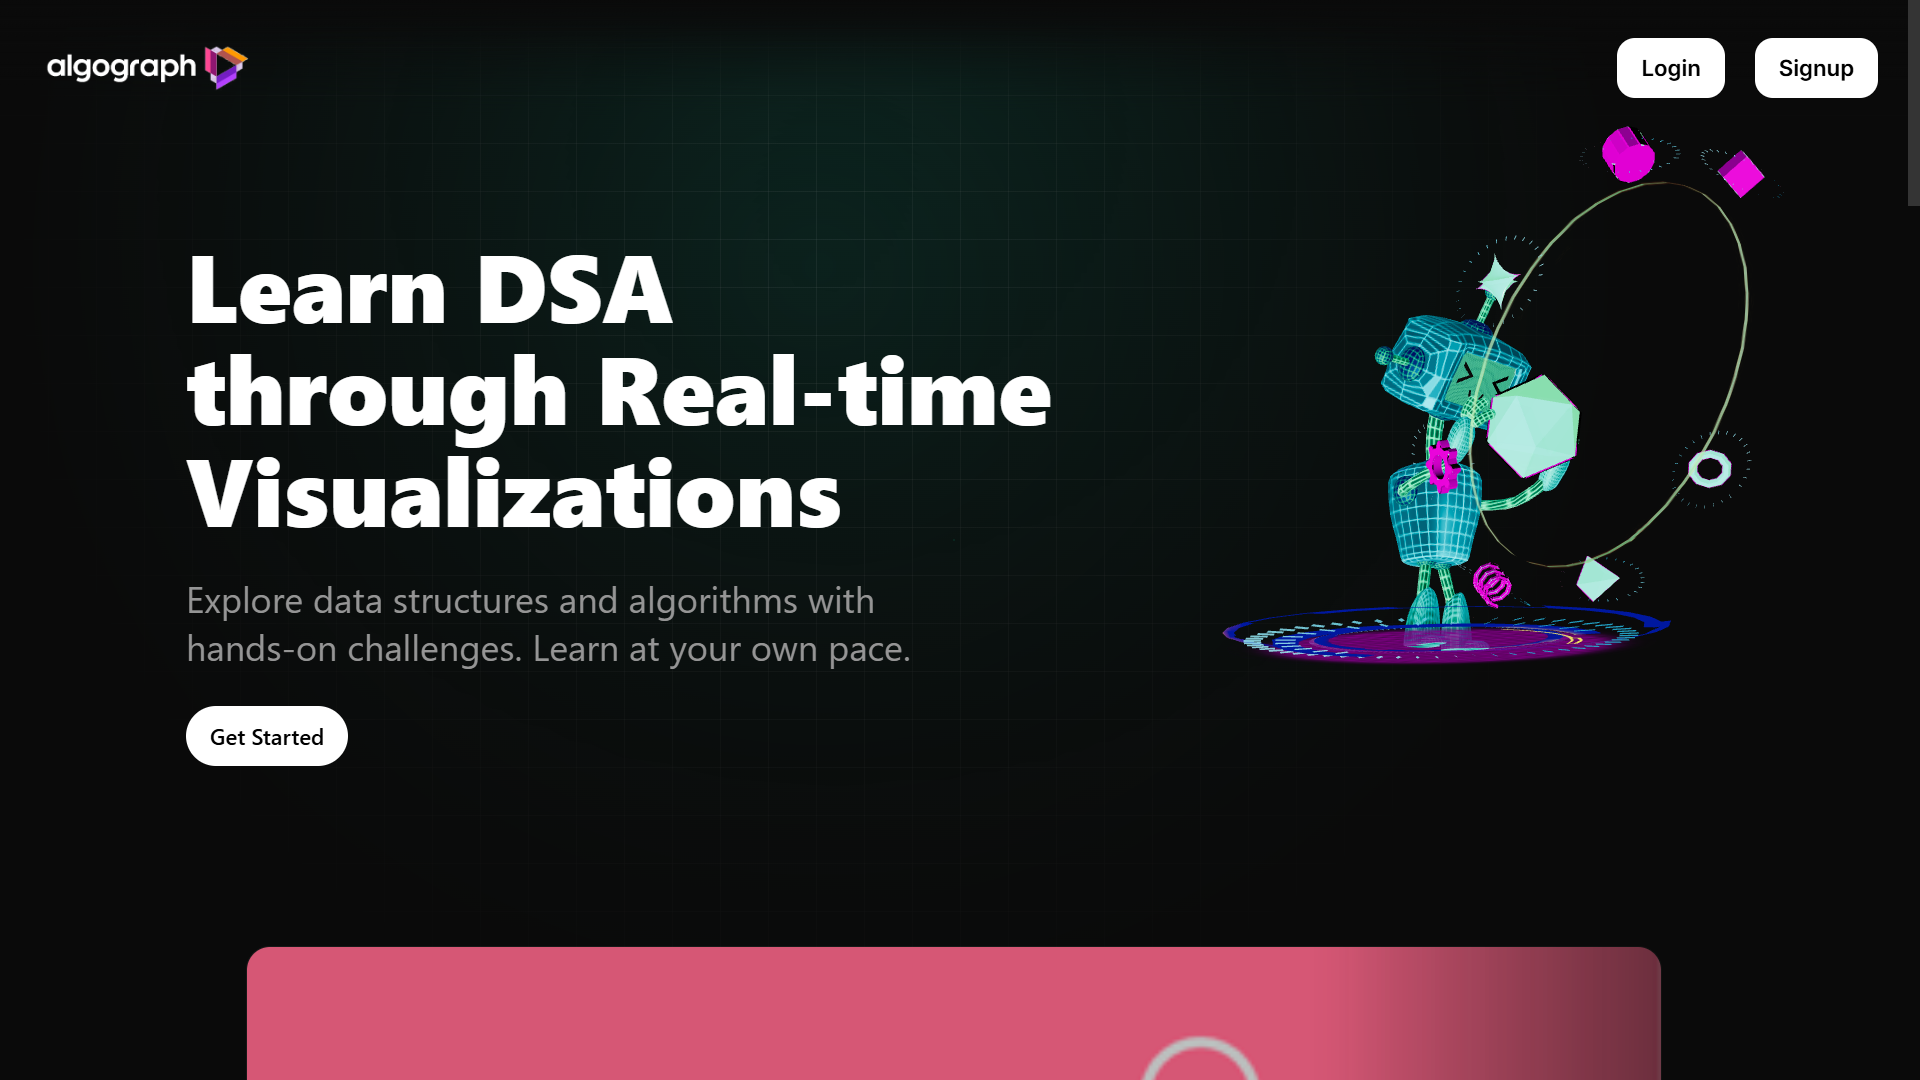 algograph
Login
Signup
Learn DSA
through Real-time
Visualizations
Explore data structures and algorithms with
hands-on challenges. Learn at your own pace.
Get Started